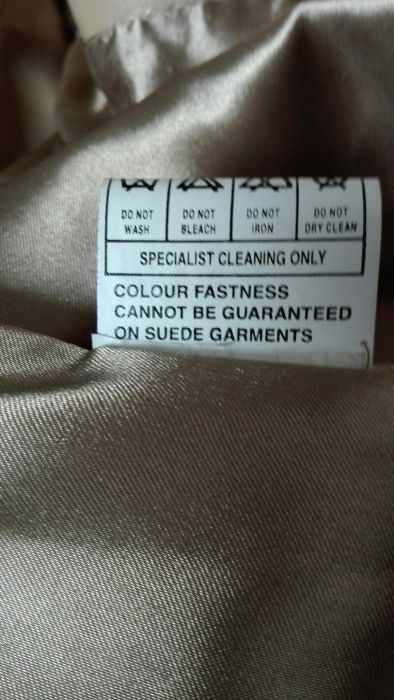 DO NOT WASH
DO NOT BLEACH
DO NOT IRON
DO NOT DRY CLEAN
SPECIALIST CLEANING ONLY
COLOUR FASTNESS
CANNOT BE GUARANTEED
ON SUEDE GARMENTS